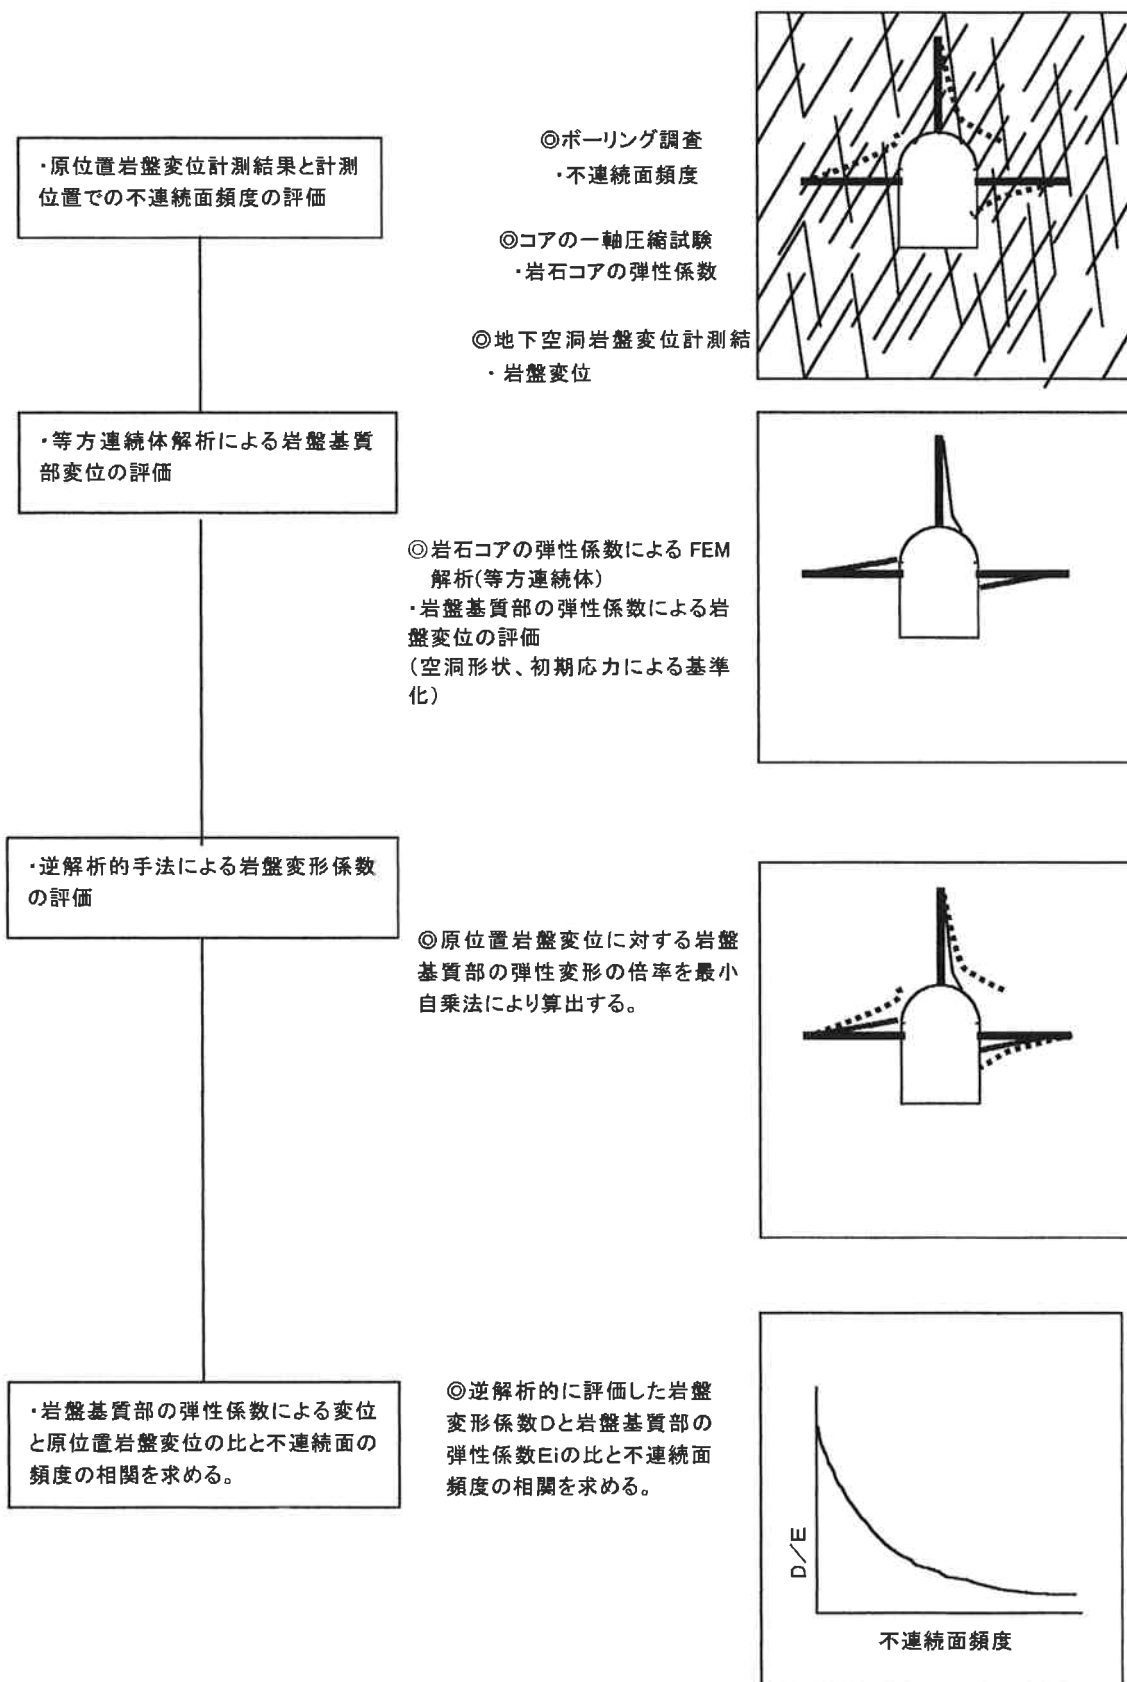 ・原位置岩盤変位計測結果と計測
位置での不連続面頻度の評価
◎ボーリング調査
・不連続面頻度
◎コアの一軸圧縮試験
・岩石コアの弾性係数
◎地下空洞岩盤変位計測結
・岩盤変位
・等方連続体解析による岩盤基質
部変位の評価
◎岩石コアの弾性係数による FEM
解析(等方連続体)
・岩盤基質部の弾性係数による岩
盤変位の評価
（空洞形状、初期応力による基準
化）
・逆解析的手法による岩盤変形係数
の評価
◎原位置岩盤変位に対する岩盤
基質部の弾性変形の倍率を最小
自乗法により算出する。
・岩盤基質部の弾性係数による変位
と原位置岩盤変位の比と不連続面の
頻度の相関を求める。
◎逆解析的に評価した岩盤
変形係数Dと岩盤基質部の
弾性係数Eiの比と不連続面
頻度の相関を求める。
D／E
不連続面頻度